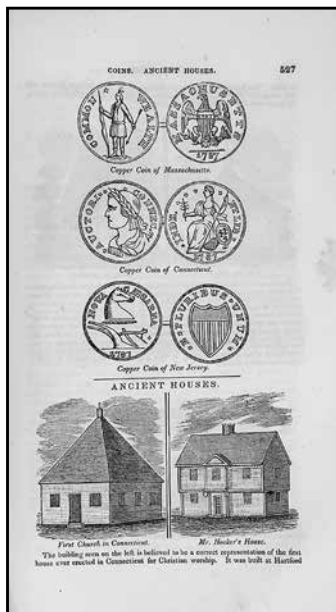 COINS. ANCIENT HOUSES. 527
COMMON WEALTH
MASSACHUSETTS
1787
Copper Coin of Massachusetts.
AUCTORI: CONNEC:
INDE ET LIB:
1787
Copper Coin of Connecticut.
NOVA CÆSAREA
1787
E PLURIBUS UNUM
Copper Coin of New Jersey.
ANCIENT HOUSES.
First Church in Connecticut. Mr. Hooker's House.
The building seen on the left is believed to be a correct representation of the first
house ever erected in Connecticut for Christian worship. It was built at Hartford